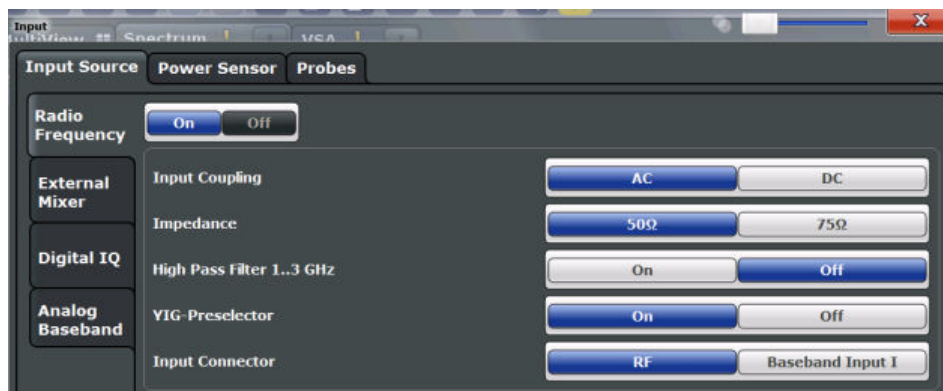 Input
MultiView Spectrum ! VSA !
X
Input Source Power Sensor Probes
Radio
Frequency
On Off
External
Mixer
Digital IQ
Analog
Baseband
Input Coupling AC DC
Impedance 50Ω 75Ω
High Pass Filter 1..3 GHz On Off
YIG-Preselector On Off
Input Connector RF Baseband Input I